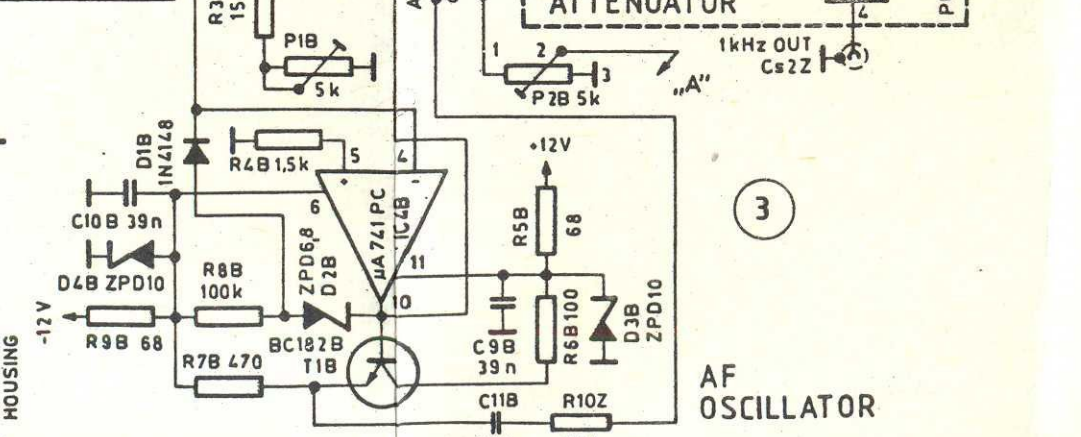 ATTENUATOR
4
1kHz OUT
Cs2Z
P1B
5k
1 2 3
P2B 5k
„A”
D1B
1N4148
R4B 1,5k
5 4
+ -
6
µA741PC
IC4B
11
10
+12V
R5B
68
3
C10B 39n
D4B ZPD10
ZPD6,8
D2B
R8B
100k
-12V
R9B 68
BC182B
T1B
R7B 470
C9B
39n
R6B 100
D3B
ZPD10
C11B
R10Z
HOUSING
AF
OSCILLATOR